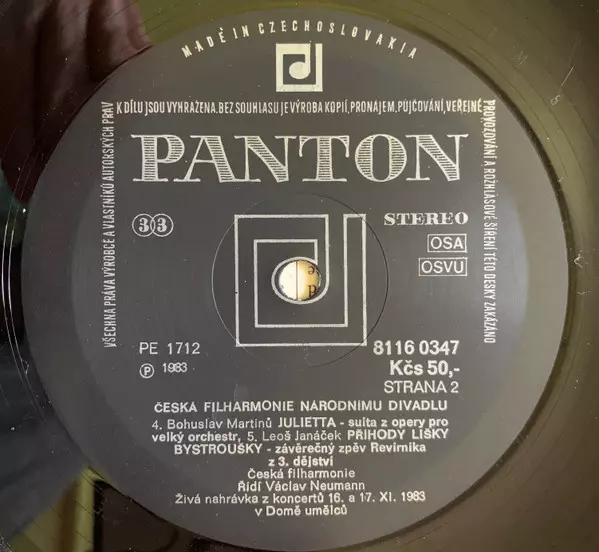 MADE IN CZECHOSLOVAKIA
VŠECHNA PRÁVA VÝROBCE A VLASTNÍKŮ AUTORSKÝCH PRÁV
K DÍLU JSOU VYHRAŽENA. BEZ SOUHLASU JE VÝROBA KOPIÍ, PRONÁJEM, PŮJČOVÁNÍ, VEŘEJNÉ
PROVOZOVÁNÍ A ROZHLASOVÉ ŠÍŘENÍ TÉTO DESKY ZAKÁZÁNO
PANTON
33
STEREO
OSA
OSVU
PE 1712
℗ 1983
8116 0347
Kčs 50,-
STRANA 2
ČESKÁ FILHARMONIE NÁRODNÍMU DIVADLU
4. Bohuslav Martinů JULIETTA - suita z opery pro
velký orchestr, 5. Leoš Janáček PŘÍHODY LIŠKY
BYSTROUŠKY - závěrečný zpěv Revírníka
z 3. dějství
Česká filharmonie
Řídí Václav Neumann
Živá nahrávka z koncertů 16. a 17. XI. 1983
v Domě umělců